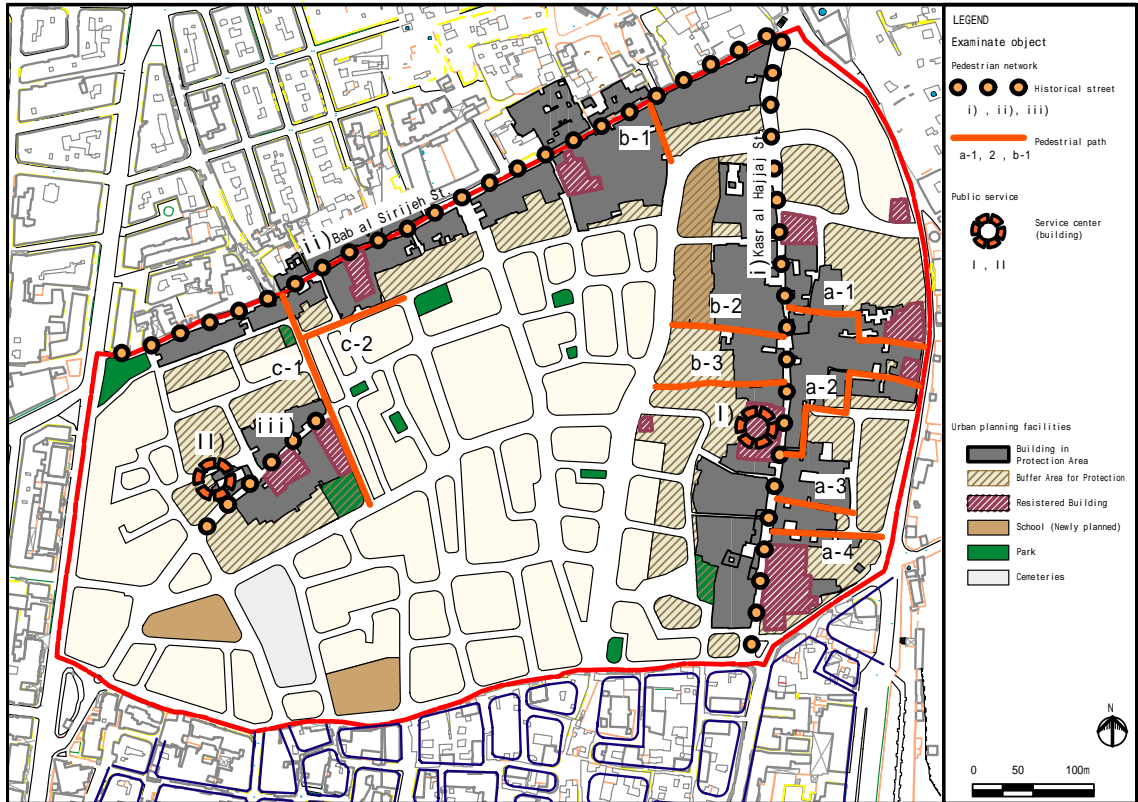 b-1
ii) Bab al Sirijeh St.
i) Kasr al Hajjaj St
a-1
b-2
c-2
b-3
c-1
a-2
I)
iii)
II)
a-3
a-4
LEGEND
Examinate object
Pedestrian network
Historical street
i) , ii), iii)
Pedestrial path
a-1, 2 , b-1
Public service
Service center
(building)
I , II
Urban planning facilities
Building in
Protection Area
Buffer Area for Protection
Resistered Building
School (Newly planned)
Park
Cemeteries
N
0 50 100m